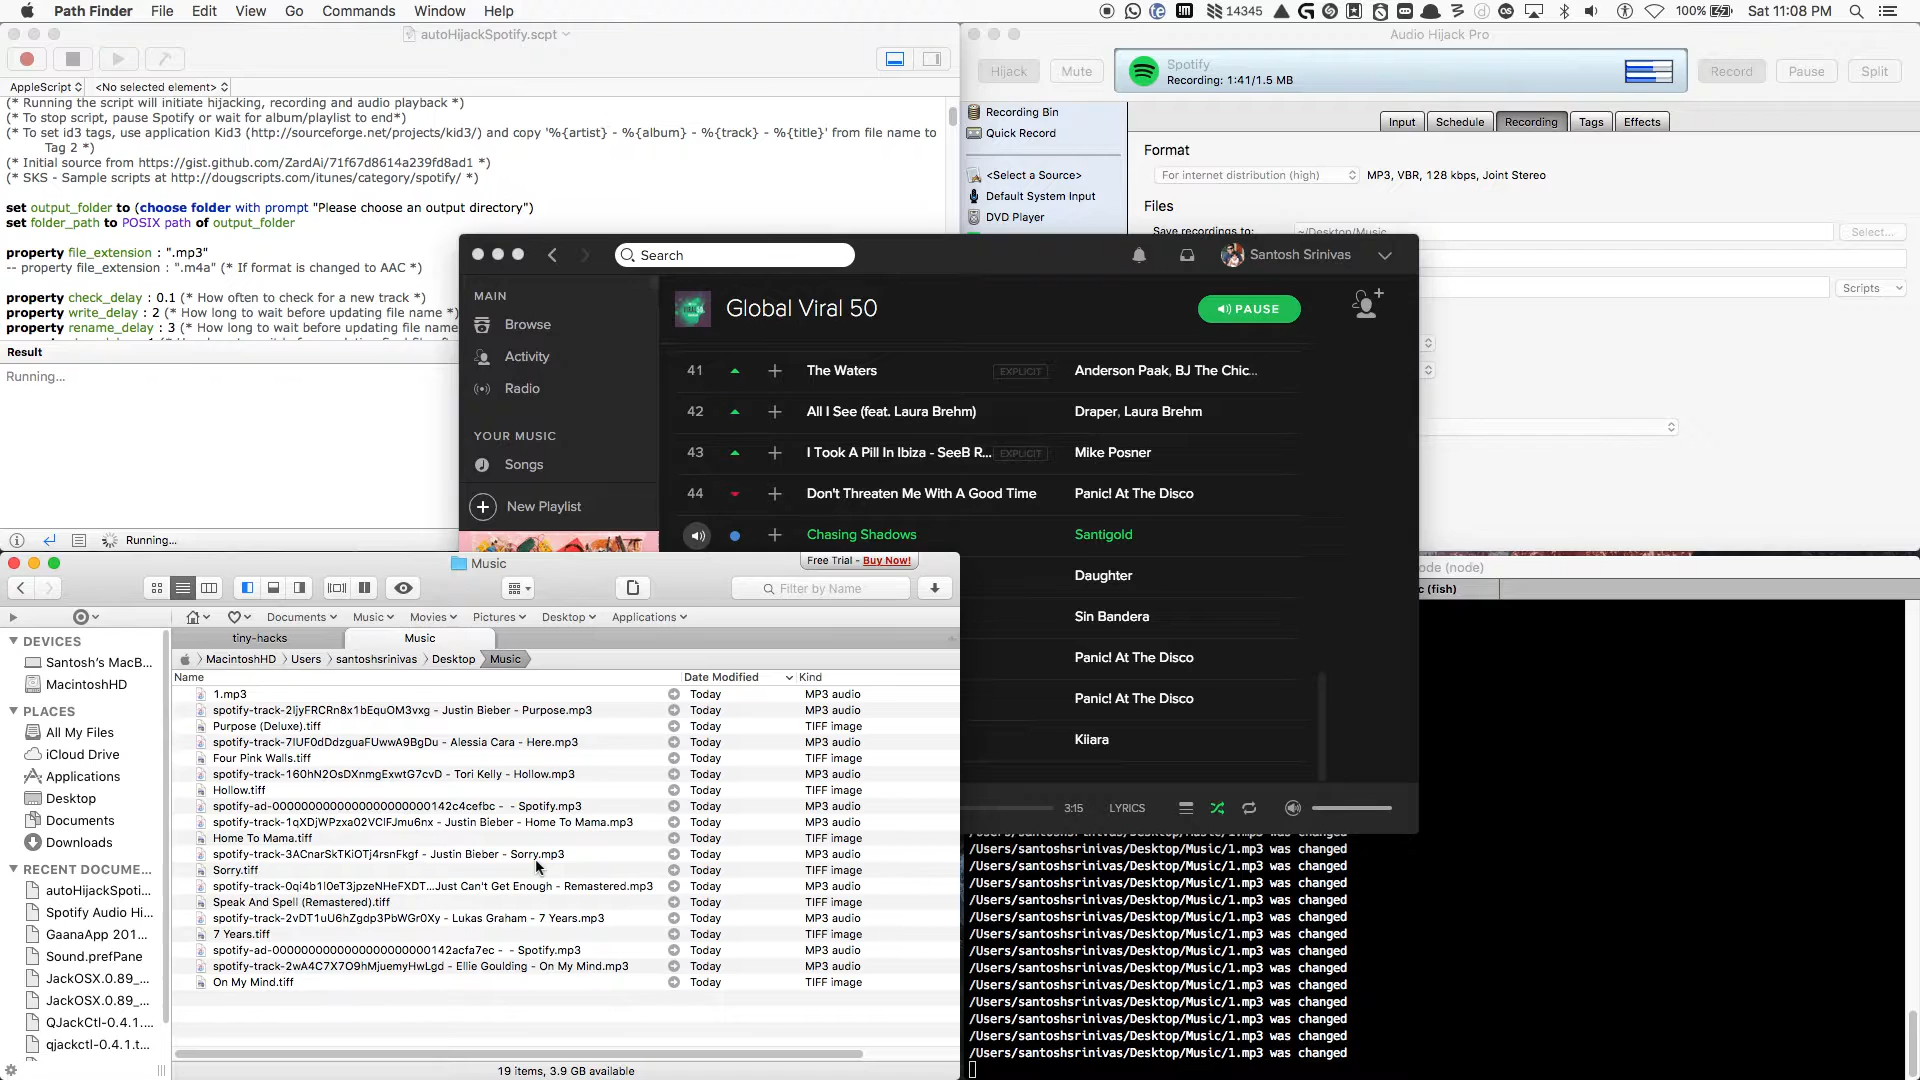 Path Finder File Edit View Go Commands Window Help
14345 100% Sat 11:08 PM
autoHijackSpotify.scpt
AppleScript <No selected element>
(* Running the script will initiate hijacking, recording and audio playback *)
(* To stop script, pause Spotify or wait for album/playlist to end*)
(* To set id3 tags, use application Kid3 (http://sourceforge.net/projects/kid3/) and copy '%{artist} - %{album} - %{track} - %{title}' from file name to
Tag 2 *)
(* Initial source from https://gist.github.com/ZardAi/71f67d8614a239fd8ad1 *)
(* SKS - Sample scripts at http://dougscripts.com/itunes/category/spotify/ *)
set output_folder to (choose folder with prompt "Please choose an output directory")
set folder_path to POSIX path of output_folder
property file_extension : ".mp3"
-- property file_extension : ".m4a" (* If format is changed to AAC *)
property check_delay : 0.1 (* How often to check for a new track *)
property write_delay : 2 (* How long to wait before updating file name *)
property rename_delay : 3 (* How long to wait before updating file name
Result
Running...
Running...
Audio Hijack Pro
Hijack Mute
Spotify
Recording: 1:41/1.5 MB
Record Pause Split
Recording Bin
Quick Record
<Select a Source>
Default System Input
DVD Player
Input Schedule Recording Tags Effects
Format
For internet distribution (high) MP3, VBR, 128 kbps, Joint Stereo
Files
Save recordings to: ~/Desktop/Music Select...
Scripts
Search
Santosh Srinivas
MAIN
Browse
Activity
Radio
YOUR MUSIC
Songs
New Playlist
Global Viral 50
PAUSE
41 The Waters EXPLICIT Anderson Paak, BJ The Chic...
42 All I See (feat. Laura Brehm) Draper, Laura Brehm
43 I Took A Pill In Ibiza - SeeB R... EXPLICIT Mike Posner
44 Don't Threaten Me With A Good Time Panic! At The Disco
Chasing Shadows Santigold
Daughter
Sin Bandera
Panic! At The Disco
Panic! At The Disco
Kiiara
3:15 LYRICS
Music
Free Trial - Buy Now!
Filter by Name
Documents Music Movies Pictures Desktop Applications
tiny-hacks Music
MacintoshHD Users santoshsrinivas Desktop Music
Name Date Modified Kind
DEVICES
Santosh's MacB...
MacintoshHD
PLACES
All My Files
iCloud Drive
Applications
Desktop
Documents
Downloads
RECENT DOCUME...
autoHijackSpoti...
Spotify Audio Hi...
GaanaApp 201...
Sound.prefPane
JackOSX.0.89_...
JackOSX.0.89_...
QJackCtl-0.4.1....
qjackctl-0.4.1.t...
1.mp3 Today MP3 audio
spotify-track-2ljyFRCRn8x1bEquOM3vxg - Justin Bieber - Purpose.mp3 Today MP3 audio
Purpose (Deluxe).tiff Today TIFF image
spotify-track-7lUF0dDdzguaFUwwA9BgDu - Alessia Cara - Here.mp3 Today MP3 audio
Four Pink Walls.tiff Today TIFF image
spotify-track-160hN2OsDXnmgExwtG7cvD - Tori Kelly - Hollow.mp3 Today MP3 audio
Hollow.tiff Today TIFF image
spotify-ad-000000000000000000000142c4cefbc - - Spotify.mp3 Today MP3 audio
spotify-track-1qXDjWPzxa02VClFJmu6nx - Justin Bieber - Home To Mama.mp3 Today MP3 audio
Home To Mama.tiff Today TIFF image
spotify-track-3ACnarSkTKiOTj4rsnFkgf - Justin Bieber - Sorry.mp3 Today MP3 audio
Sorry.tiff Today TIFF image
spotify-track-0qi4b1l0eT3jpzeNHeFXDT...Just Can't Get Enough - Remastered.mp3 Today MP3 audio
Speak And Spell (Remastered).tiff Today TIFF image
spotify-track-2vDT1uU6hZgdp3PbWGr0Xy - Lukas Graham - 7 Years.mp3 Today MP3 audio
7 Years.tiff Today TIFF image
spotify-ad-000000000000000000000142acfa7ec - - Spotify.mp3 Today MP3 audio
spotify-track-2wA4C7X7O9hMjuemyHwLgd - Ellie Goulding - On My Mind.mp3 Today MP3 audio
On My Mind.tiff Today TIFF image
19 items, 3.9 GB available
ode (node)
c (fish)
/Users/santoshsrinivas/Desktop/Music/1.mp3 was changed
/Users/santoshsrinivas/Desktop/Music/1.mp3 was changed
/Users/santoshsrinivas/Desktop/Music/1.mp3 was changed
/Users/santoshsrinivas/Desktop/Music/1.mp3 was changed
/Users/santoshsrinivas/Desktop/Music/1.mp3 was changed
/Users/santoshsrinivas/Desktop/Music/1.mp3 was changed
/Users/santoshsrinivas/Desktop/Music/1.mp3 was changed
/Users/santoshsrinivas/Desktop/Music/1.mp3 was changed
/Users/santoshsrinivas/Desktop/Music/1.mp3 was changed
/Users/santoshsrinivas/Desktop/Music/1.mp3 was changed
/Users/santoshsrinivas/Desktop/Music/1.mp3 was changed
/Users/santoshsrinivas/Desktop/Music/1.mp3 was changed
/Users/santoshsrinivas/Desktop/Music/1.mp3 was changed
/Users/santoshsrinivas/Desktop/Music/1.mp3 was changed